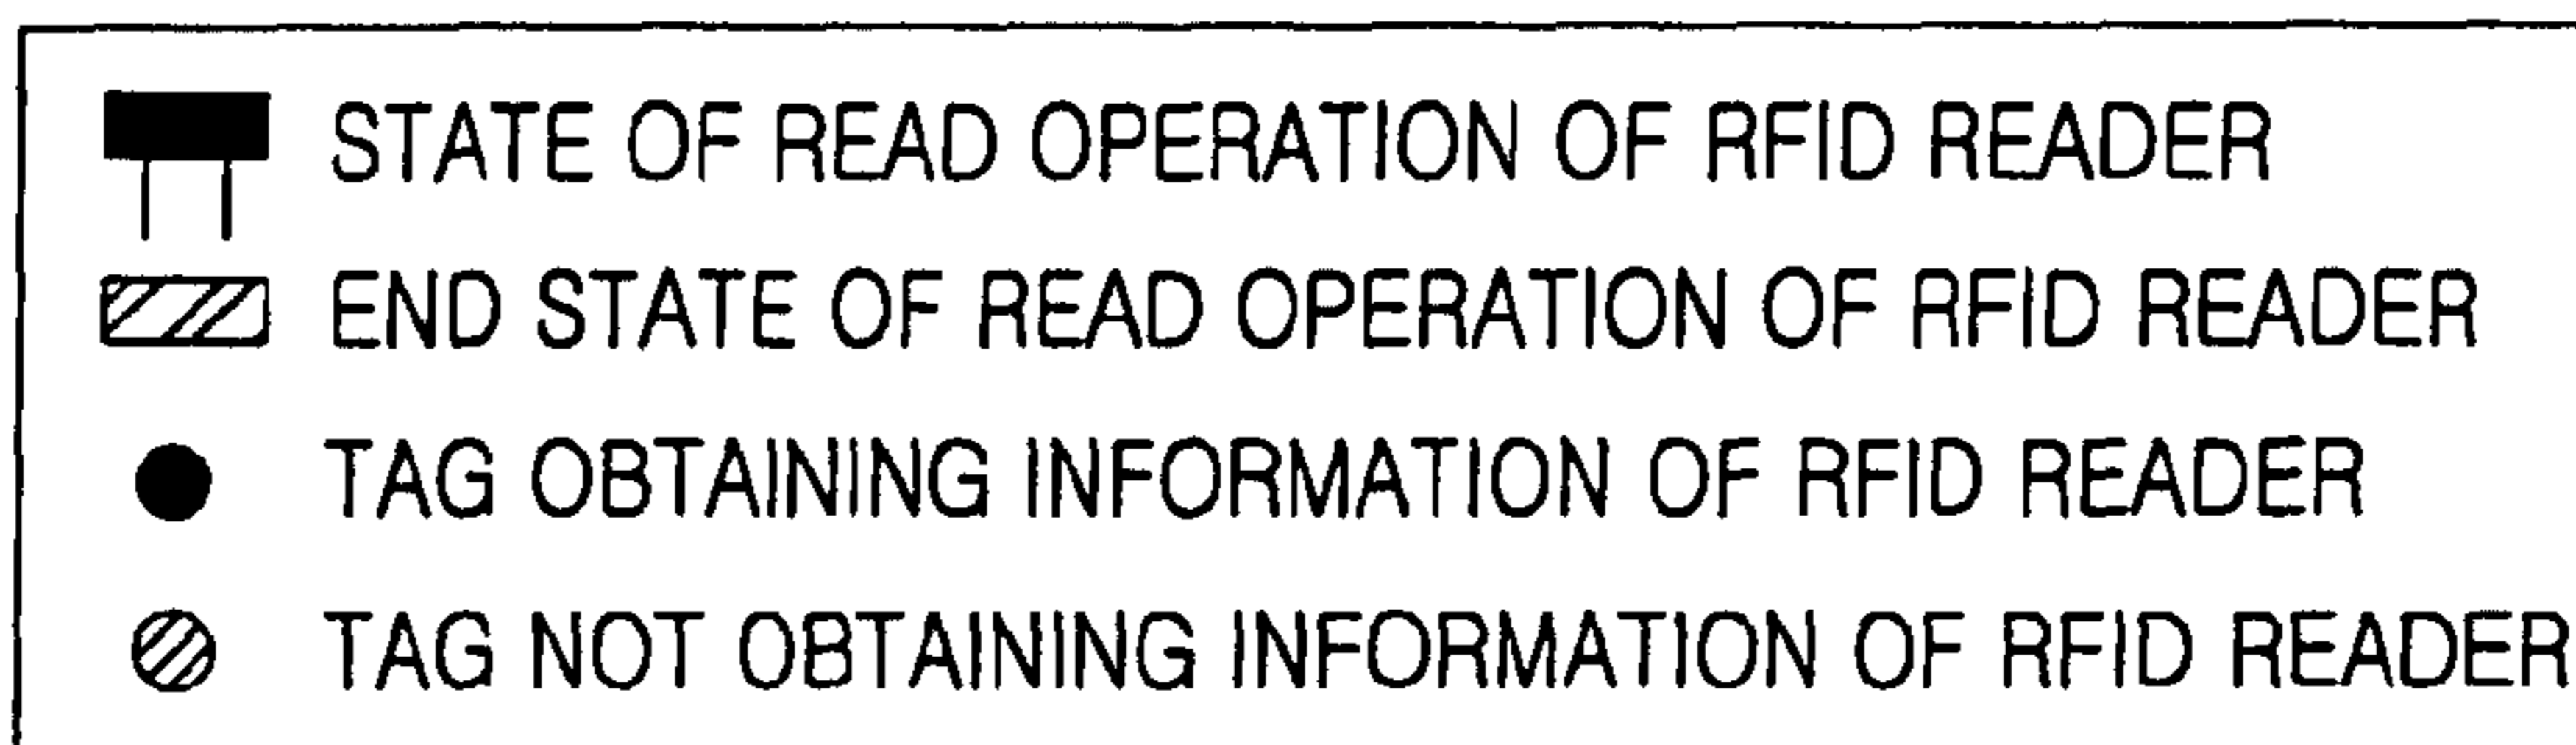 STATE OF READ OPERATION OF RFID READER
END STATE OF READ OPERATION OF RFID READER
TAG OBTAINING INFORMATION OF RFID READER
TAG NOT OBTAINING INFORMATION OF RFID READER